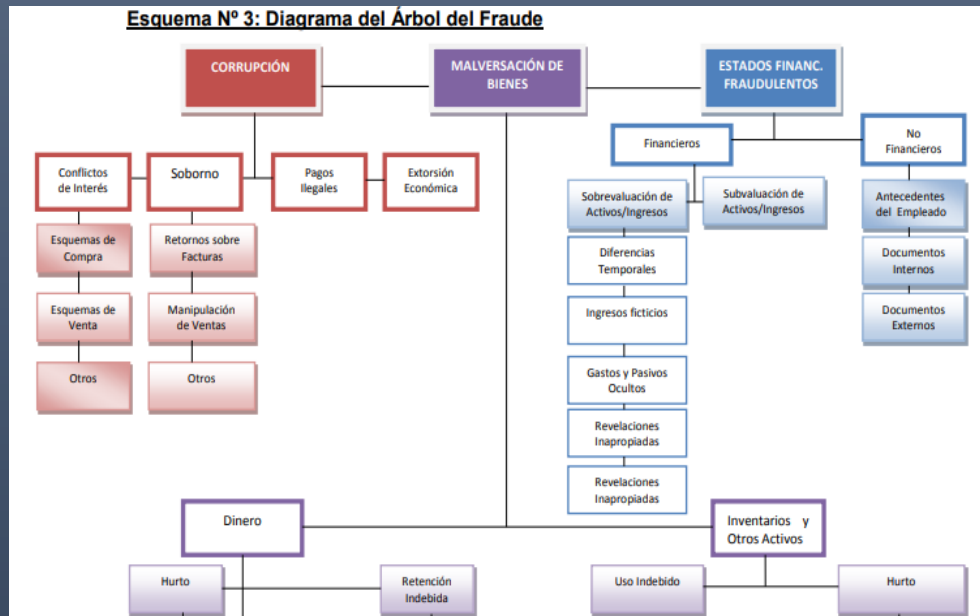 Esquema Nº 3: Diagrama del Árbol del Fraude
CORRUPCIÓN
MALVERSACIÓN DE
BIENES
ESTADOS FINANC.
FRAUDULENTOS
Financieros
No
Financieros
Conflictos
de Interés
Soborno
Pagos
Ilegales
Extorsión
Económica
Sobrevaluación de
Activos/Ingresos
Subvaluación de
Activos/Ingresos
Antecedentes
del Empleado
Esquemas de
Compra
Retornos sobre
Facturas
Diferencias
Temporales
Documentos
Internos
Esquemas de
Venta
Manipulación
de Ventas
Ingresos ficticios
Documentos
Externos
Otros
Otros
Gastos y Pasivos
Ocultos
Revelaciones
Inapropiadas
Revelaciones
Inapropiadas
Dinero
Inventarios y
Otros Activos
Hurto
Retención
Indebida
Uso Indebido
Hurto